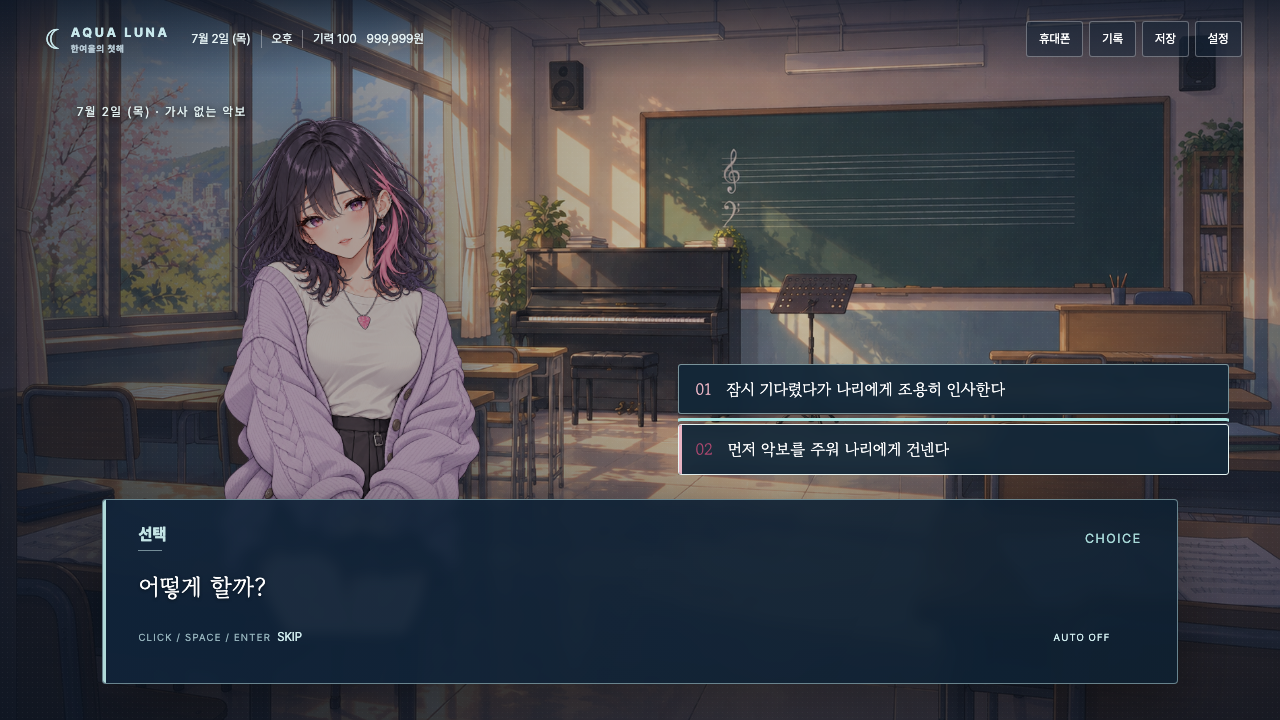 AQUA LUNA
한여울의 첫해
7월 2일 (목) 오후 기력 100 999,999원
휴대폰 기록 저장 설정
7월 2일 (목) · 가사 없는 악보
01 잠시 기다렸다가 나리에게 조용히 인사한다
02 먼저 악보를 주워 나리에게 건넨다
선택
CHOICE
어떻게 할까?
CLICK / SPACE / ENTER SKIP
AUTO OFF